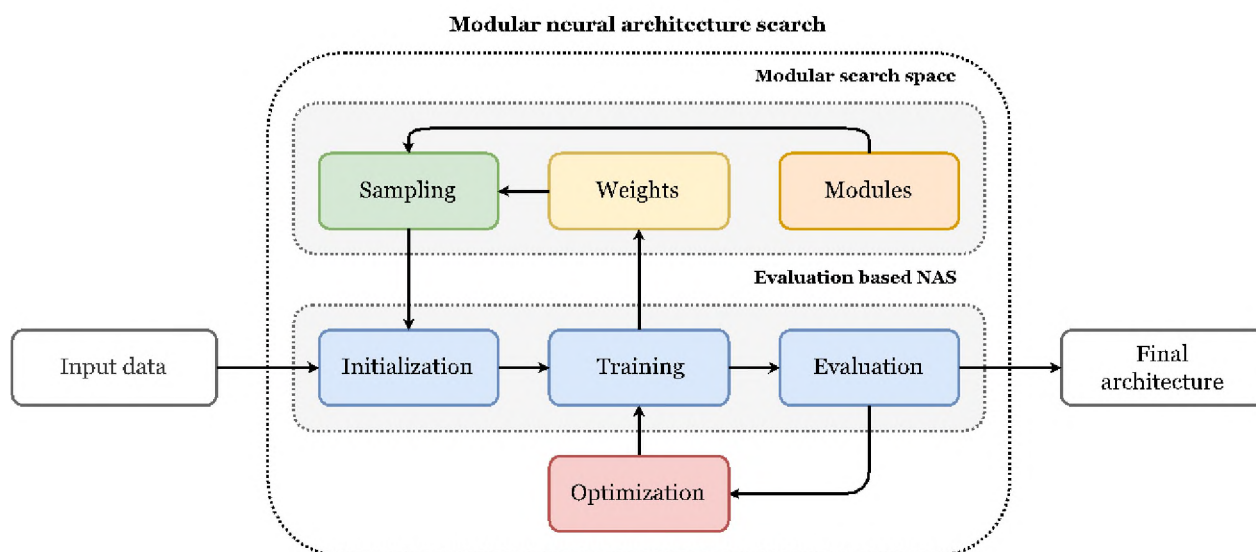 Modular neural architecture search
Modular search space
Sampling
Weights
Modules
Evaluation based NAS
Input data
Initialization
Training
Evaluation
Final
architecture
Optimization